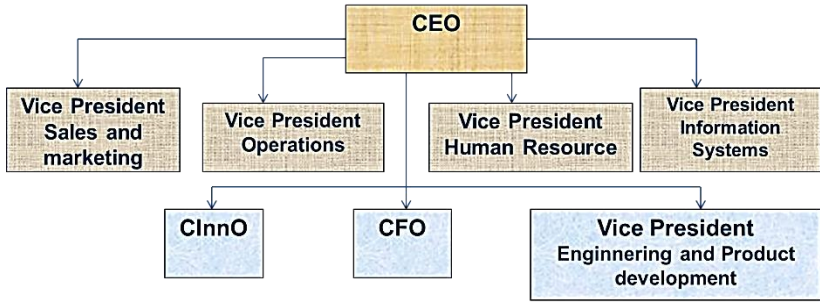 CEO
Vice President
Sales and
marketing
Vice President
Operations
Vice President
Human Resource
Vice President
Information
Systems
CInnO
CFO
Vice President
Enginnering and Product
development